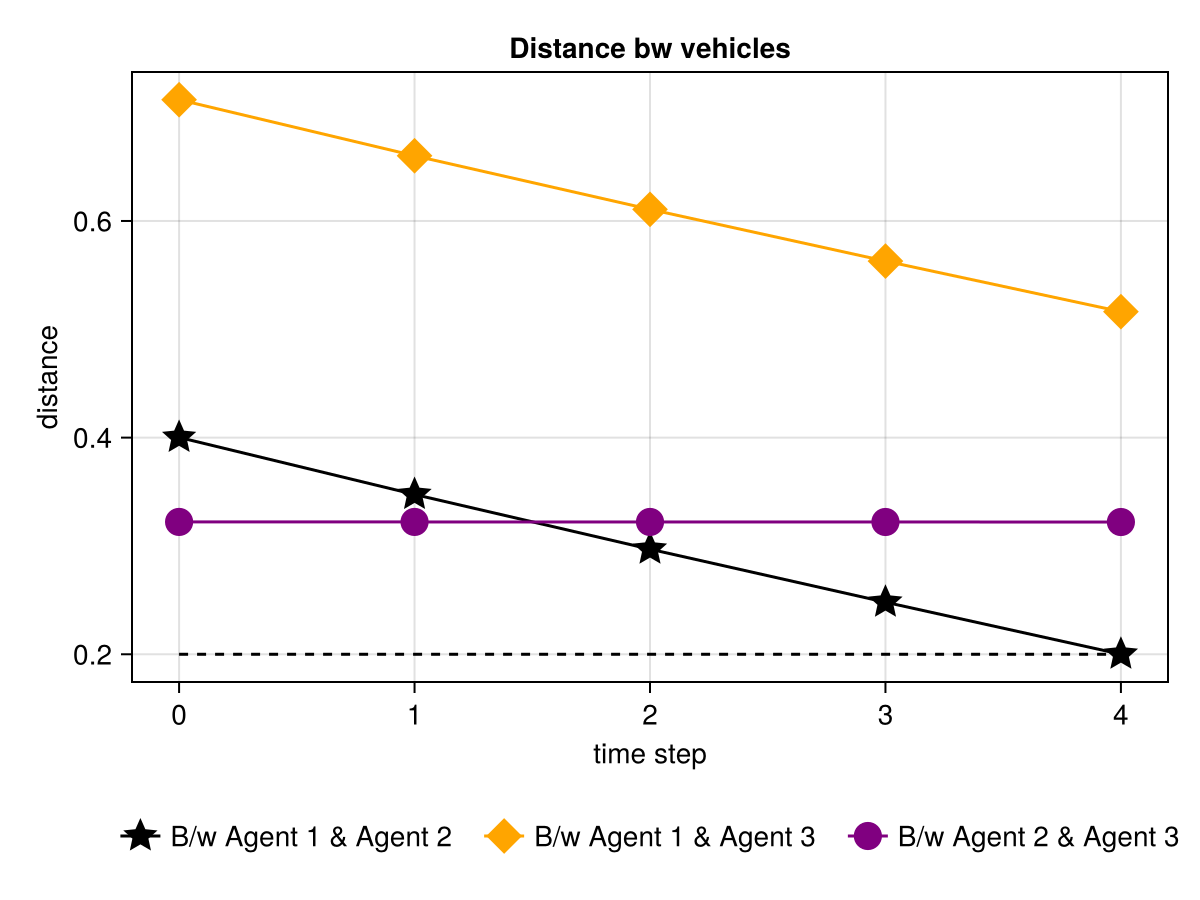 Distance bw vehicles
distance
0.6
0.4
0.2
0 1 2 3 4
time step
B/w Agent 1 & Agent 2 B/w Agent 1 & Agent 3 B/w Agent 2 & Agent 3